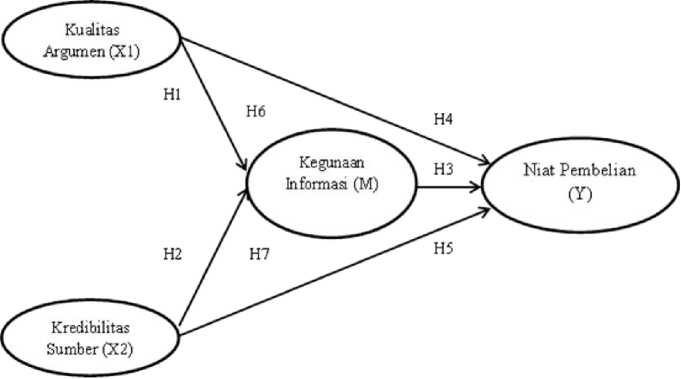 Kualitas
Argumen (X1)
H1
H6
H4
Kegunaan
Informasi (M)
H3
Niat Pembelian
(Y)
H2
H7
H5
Kredibilitas
Sumber (X2)